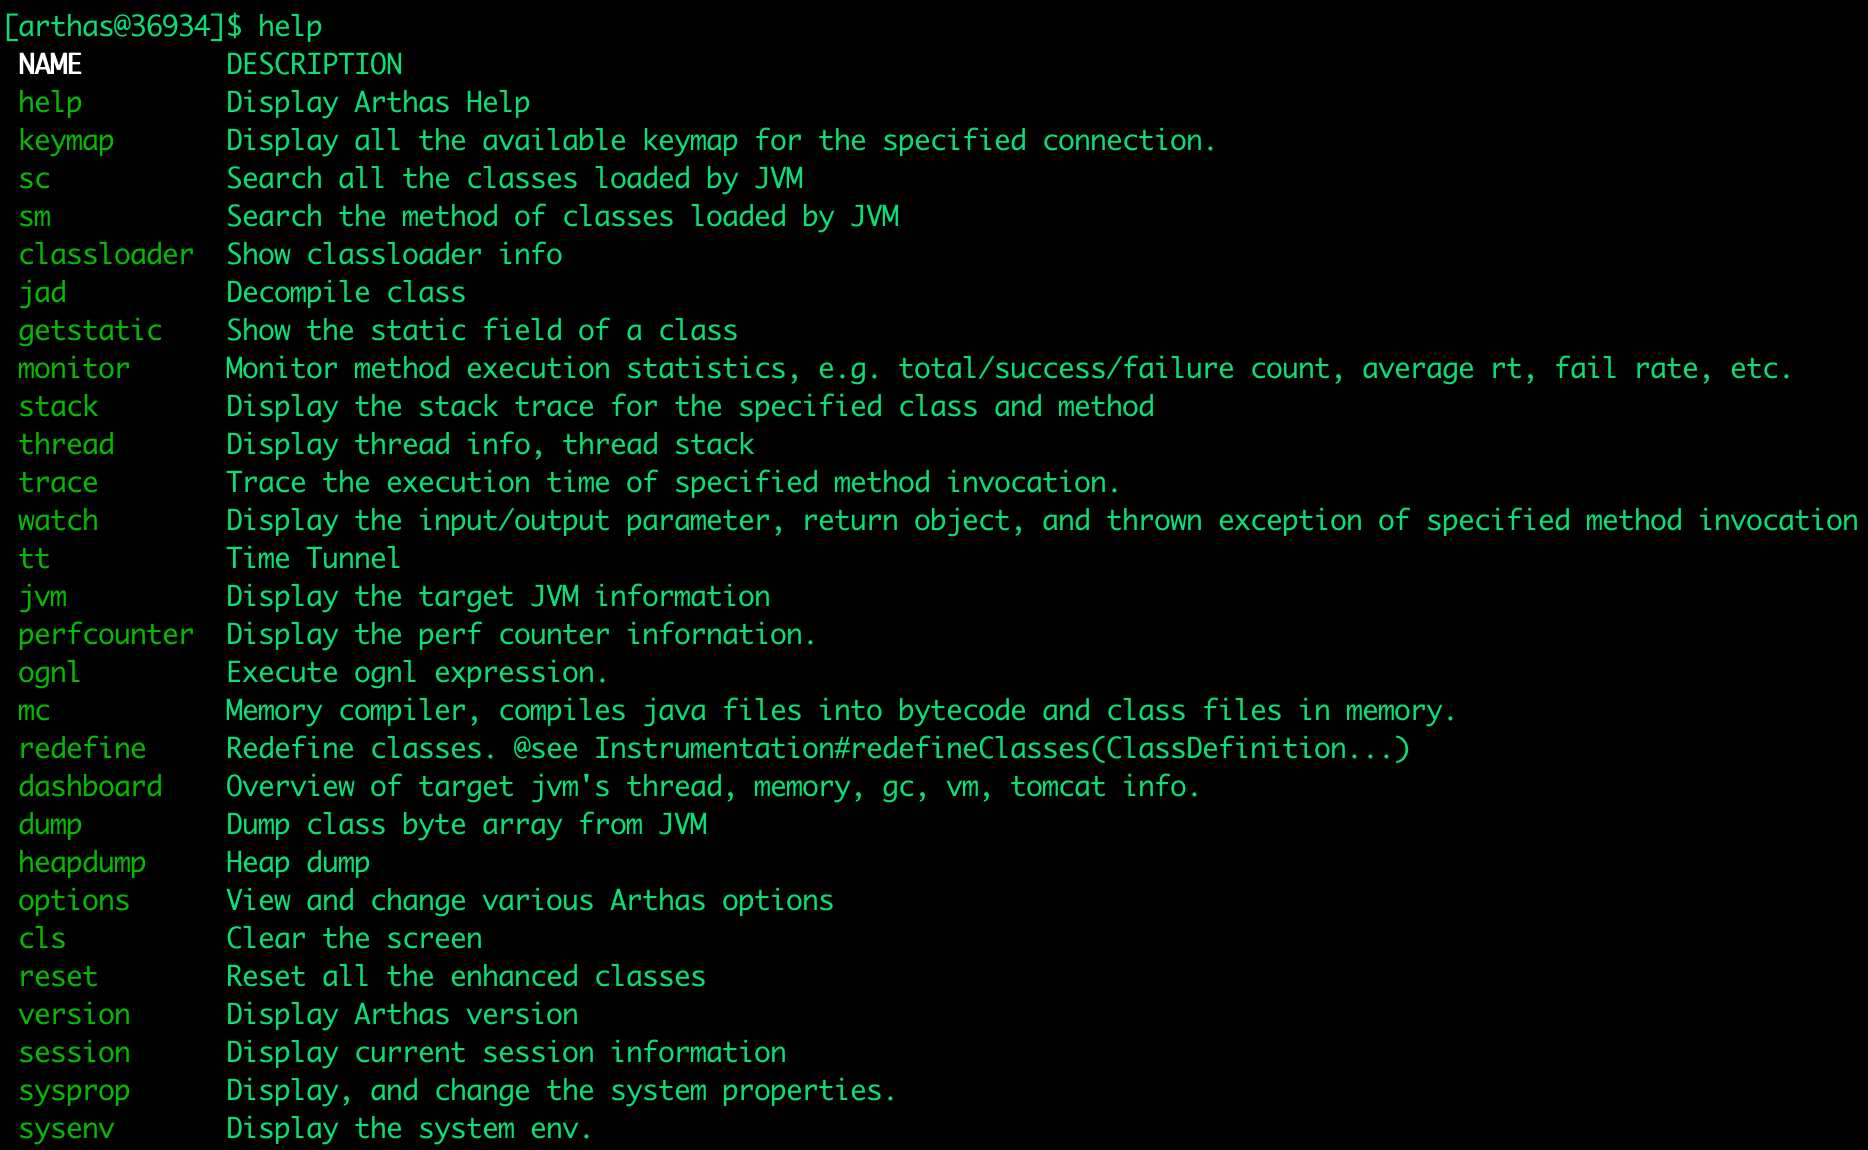 [arthas@36934]$ help
NAME DESCRIPTION
help Display Arthas Help
keymap Display all the available keymap for the specified connection.
sc Search all the classes loaded by JVM
sm Search the method of classes loaded by JVM
classloader Show classloader info
jad Decompile class
getstatic Show the static field of a class
monitor Monitor method execution statistics, e.g. total/success/failure count, average rt, fail rate, etc.
stack Display the stack trace for the specified class and method
thread Display thread info, thread stack
trace Trace the execution time of specified method invocation.
watch Display the input/output parameter, return object, and thrown exception of specified method invocation
tt Time Tunnel
jvm Display the target JVM information
perfcounter Display the perf counter infornation.
ognl Execute ognl expression.
mc Memory compiler, compiles java files into bytecode and class files in memory.
redefine Redefine classes. @see Instrumentation#redefineClasses(ClassDefinition...)
dashboard Overview of target jvm's thread, memory, gc, vm, tomcat info.
dump Dump class byte array from JVM
heapdump Heap dump
options View and change various Arthas options
cls Clear the screen
reset Reset all the enhanced classes
version Display Arthas version
session Display current session information
sysprop Display, and change the system properties.
sysenv Display the system env.